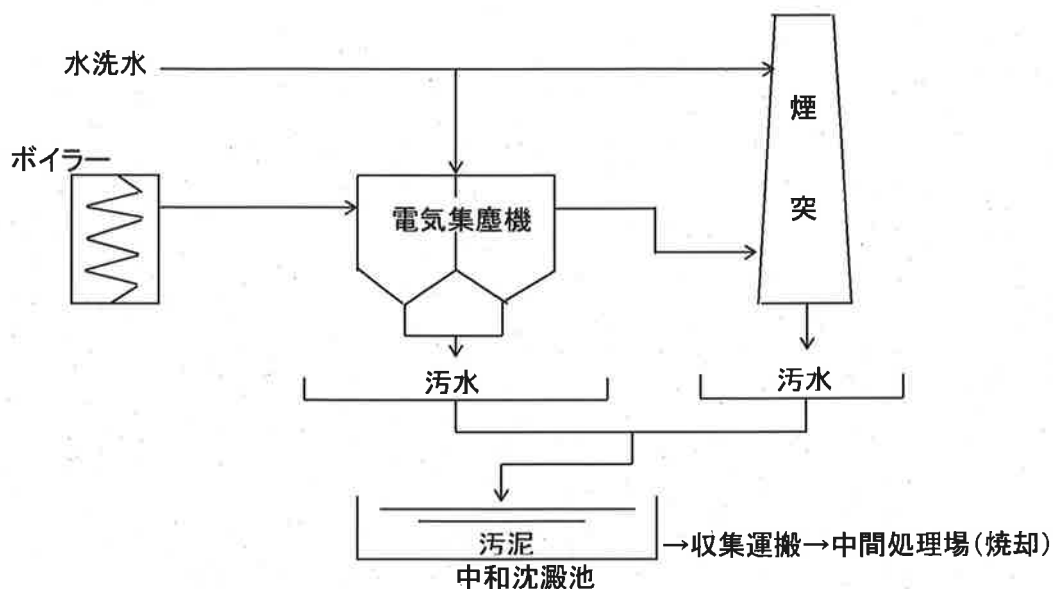 水洗水
煙突
ボイラー
電気集塵機
汚水
汚水
汚泥
→収集運搬→中間処理場(焼却)
中和沈澱池